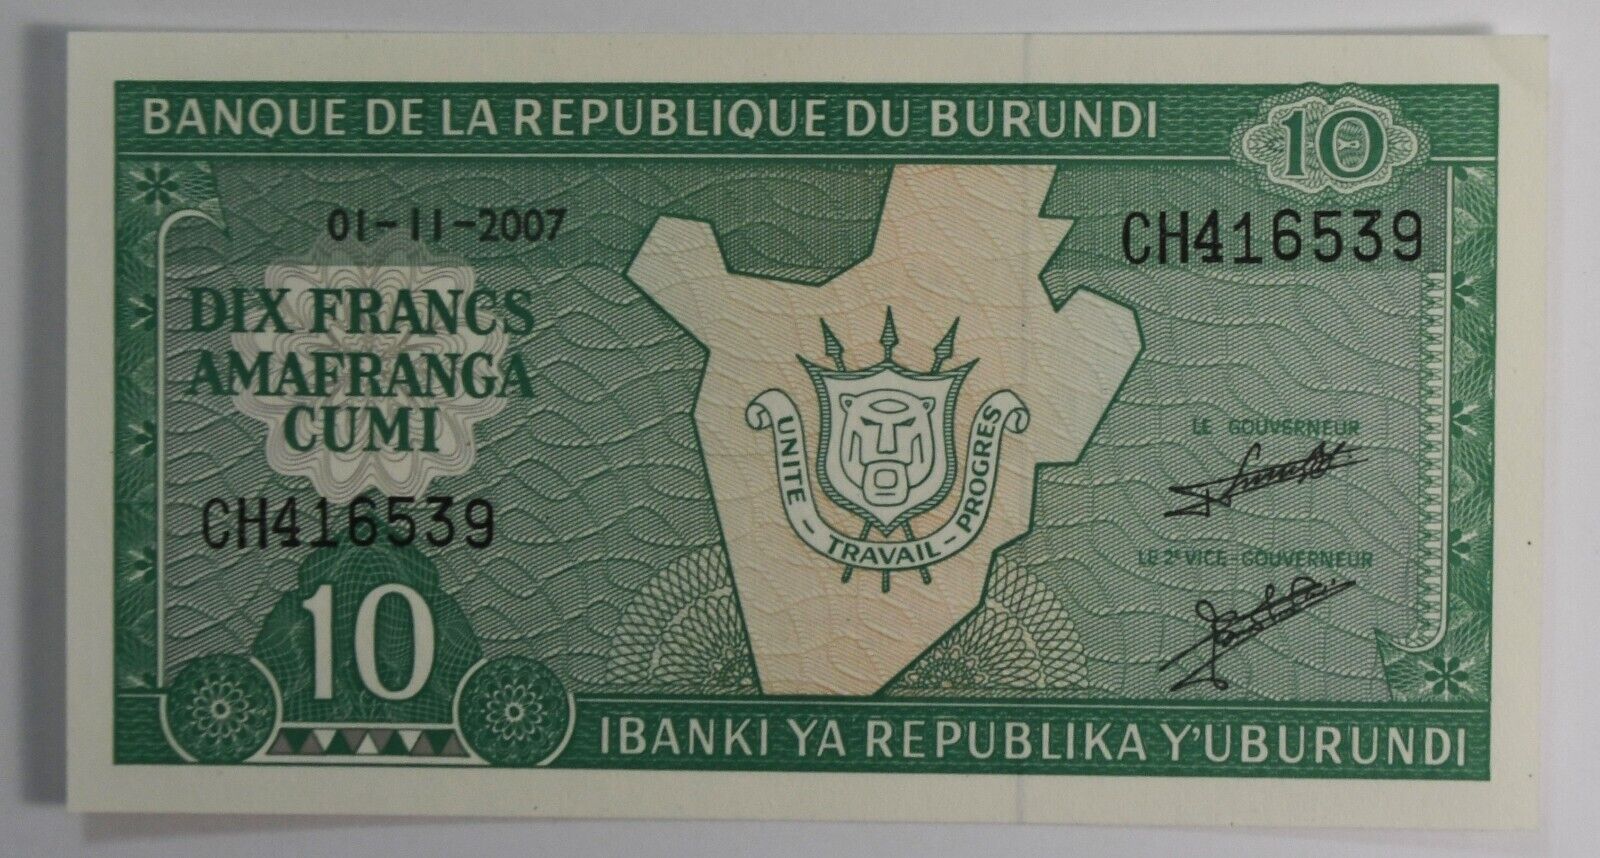 BANQUE DE LA REPUBLIQUE DU BURUNDI
10
01-11-2007
CH416539
DIX FRANCS
AMAFRANGA
CUMI
UNITE - TRAVAIL - PROGRES
LE GOUVERNEUR
CH416539
LE 2e VICE-GOUVERNEUR
10
IBANKI YA REPUBLIKA Y'UBURUNDI